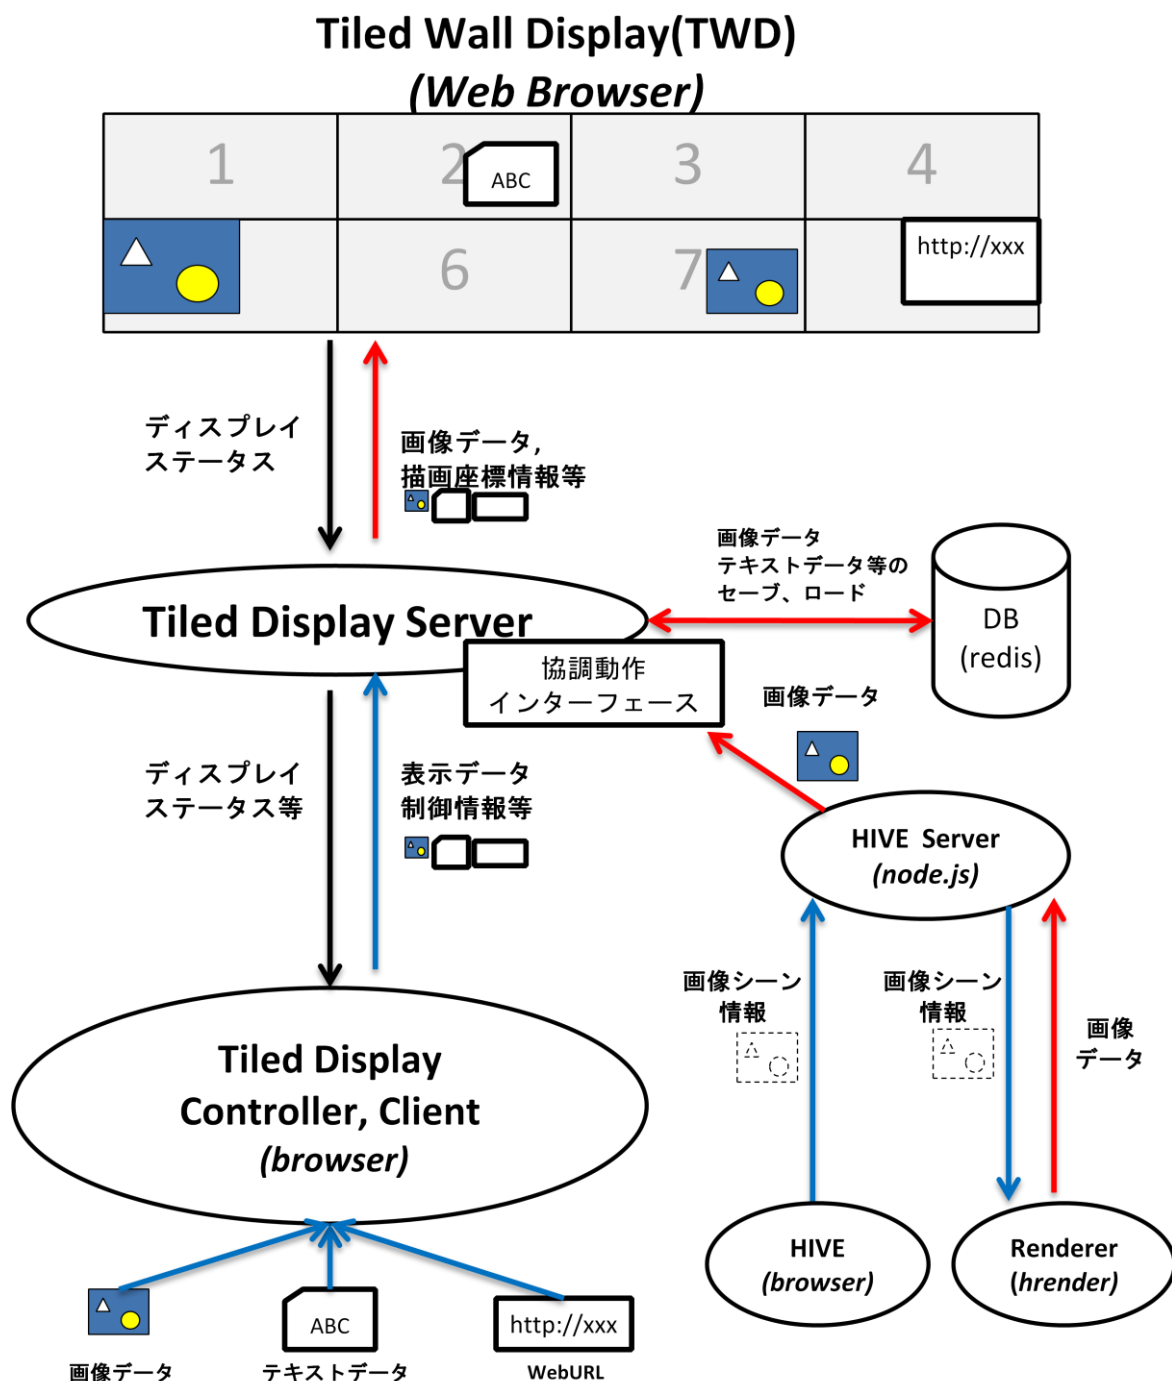 Tiled Wall Display(TWD)
(Web Browser)
1
2
3
4
ABC
6
7
http://xxx
ディスプレイ
ステータス
画像データ,
描画座標情報等
画像データ
テキストデータ等の
セーブ、ロード
Tiled Display Server
DB
(redis)
協調動作
インターフェース
画像データ
ディスプレイ
ステータス等
表示データ
制御情報等
HIVE Server
(node.js)
画像シーン
情報
画像シーン
情報
画像
データ
Tiled Display
Controller, Client
(browser)
HIVE
(browser)
Renderer
(hrender)
ABC
http://xxx
画像データ
テキストデータ
WebURL